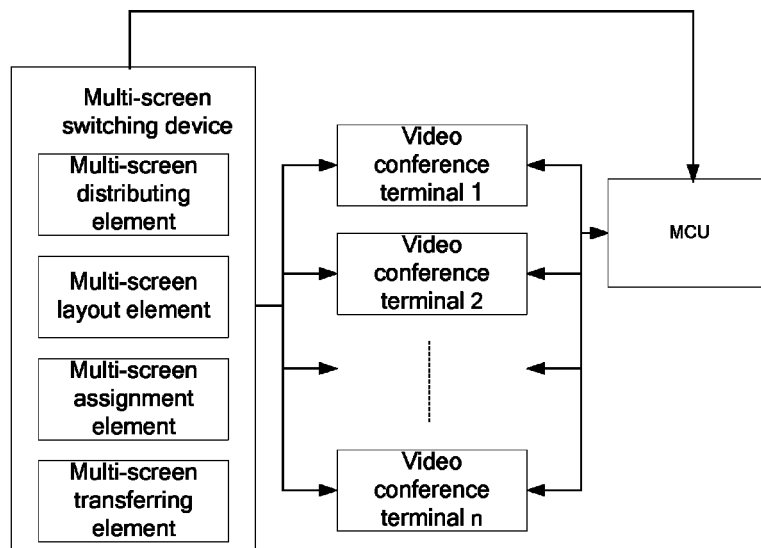 Multi-screen
switching device
Multi-screen
distributing
element
Multi-screen
layout element
Multi-screen
assignment
element
Multi-screen
transferring
element
Video
conference
terminal 1
Video
conference
terminal 2
Video
conference
terminal n
MCU